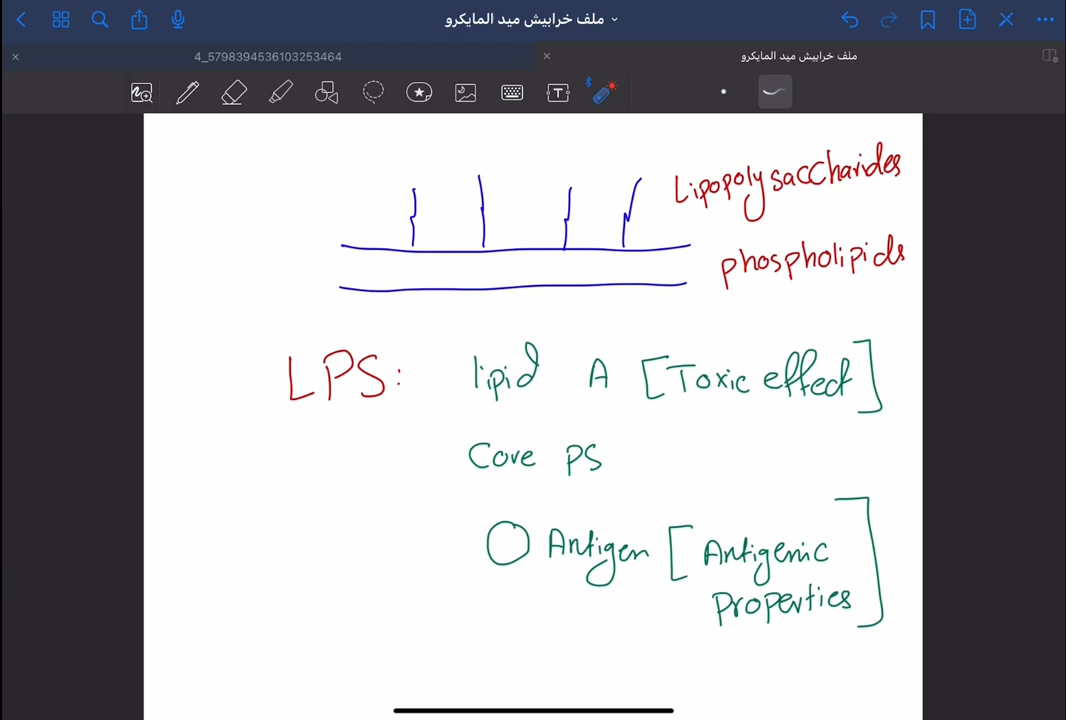 ملف خرابيش ميد المايكرو
4_5798394536103253464
ملف خرابيش ميد المايكرو
Lipopolysaccharides
phospholipids
LPS: lipid A [Toxic effect]
Core PS
O Antigen [Antigenic
Properties]